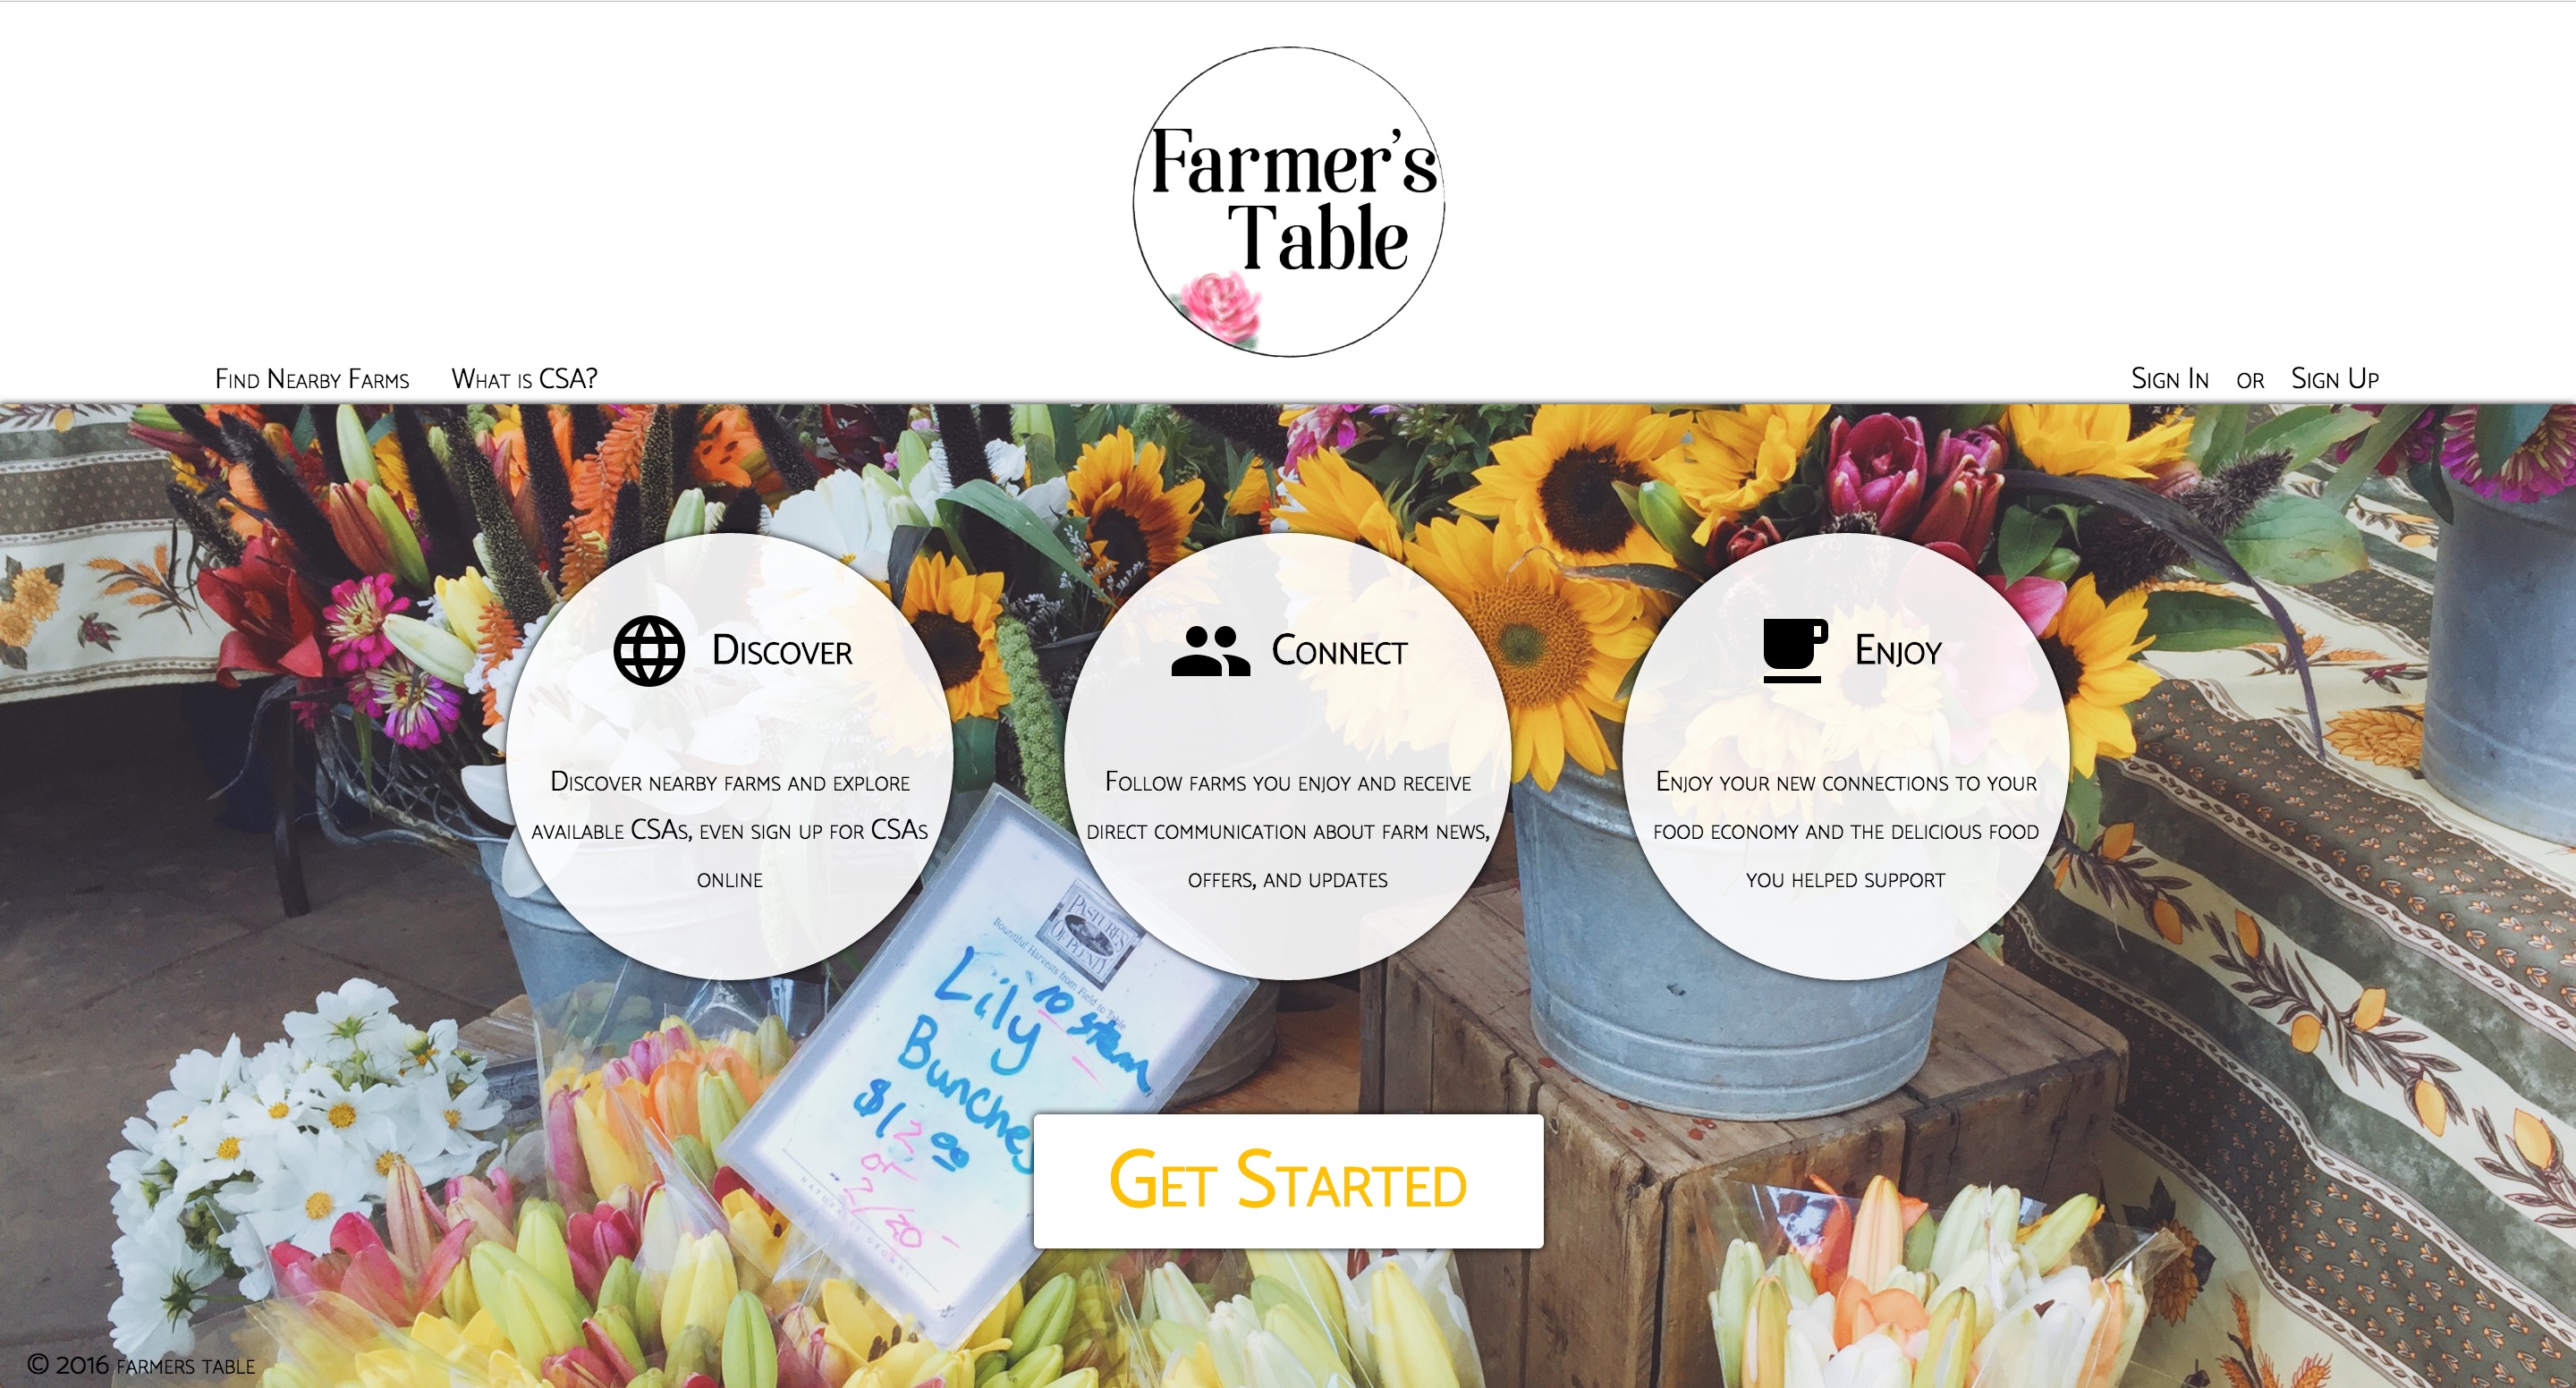 Farmer's
Table
Find Nearby Farms
What is CSA?
Sign In or Sign Up
Discover
Discover nearby farms and explore
available CSAs, even sign up for CSAs
online
Connect
Follow farms you enjoy and receive
direct communication about farm news,
offers, and updates
Enjoy
Enjoy your new connections to your
food economy and the delicious food
you helped support
PASTURES
OF PLENTY
Bountiful Harvests from Field to Table
Lily 10 stem
Bunches
$12.00
or
2/20-
NATURALLY GROWN!
Get Started
© 2016 farmers table